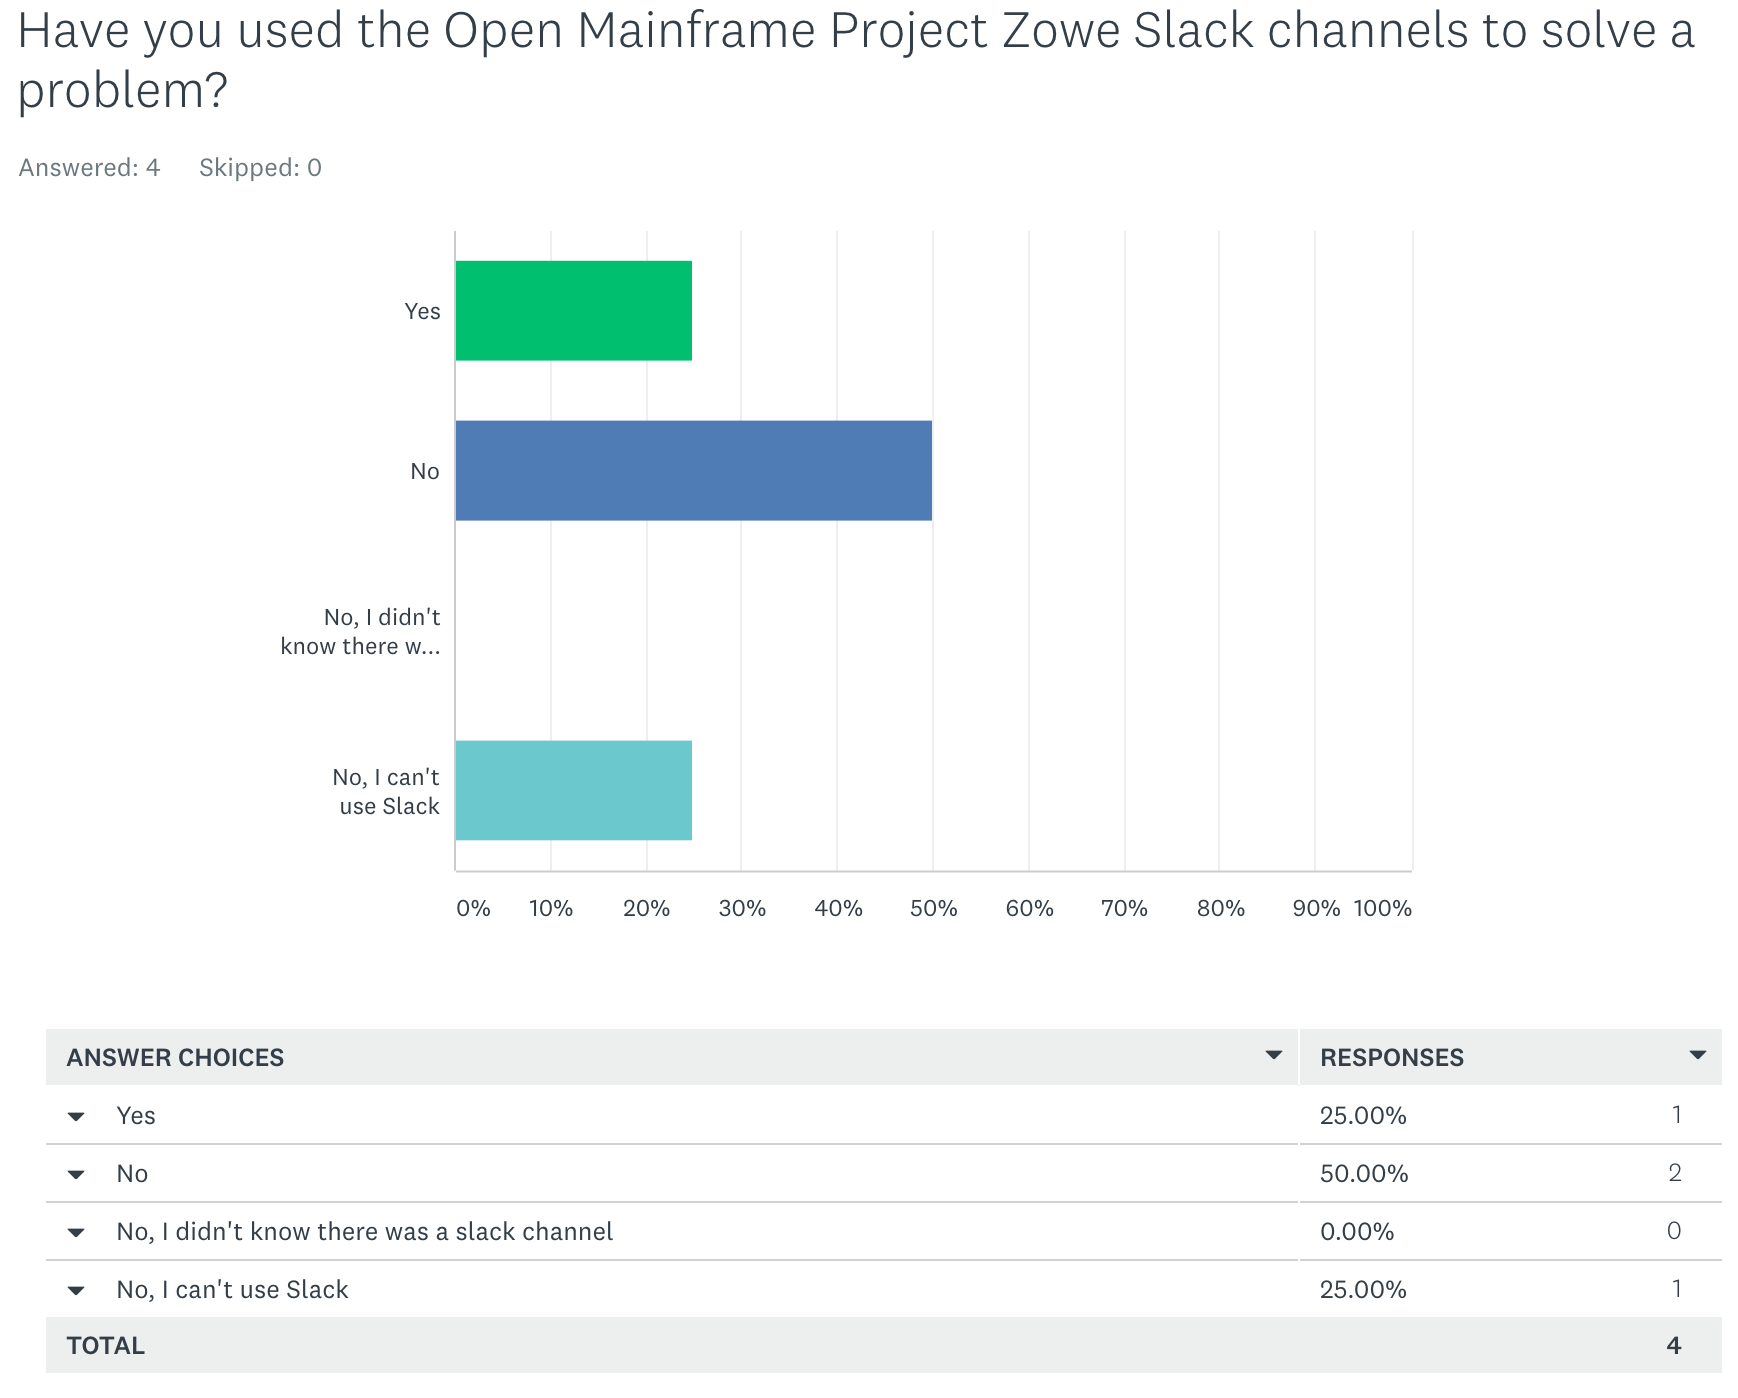 Have you used the Open Mainframe Project Zowe Slack channels to solve a
problem?
Answered: 4 Skipped: 0
Yes
No
No, I didn't
know there w...
No, I can't
use Slack
0% 10% 20% 30% 40% 50% 60% 70% 80% 90% 100%
ANSWER CHOICES RESPONSES
Yes 25.00% 1
No 50.00% 2
No, I didn't know there was a slack channel 0.00% 0
No, I can't use Slack 25.00% 1
TOTAL 4